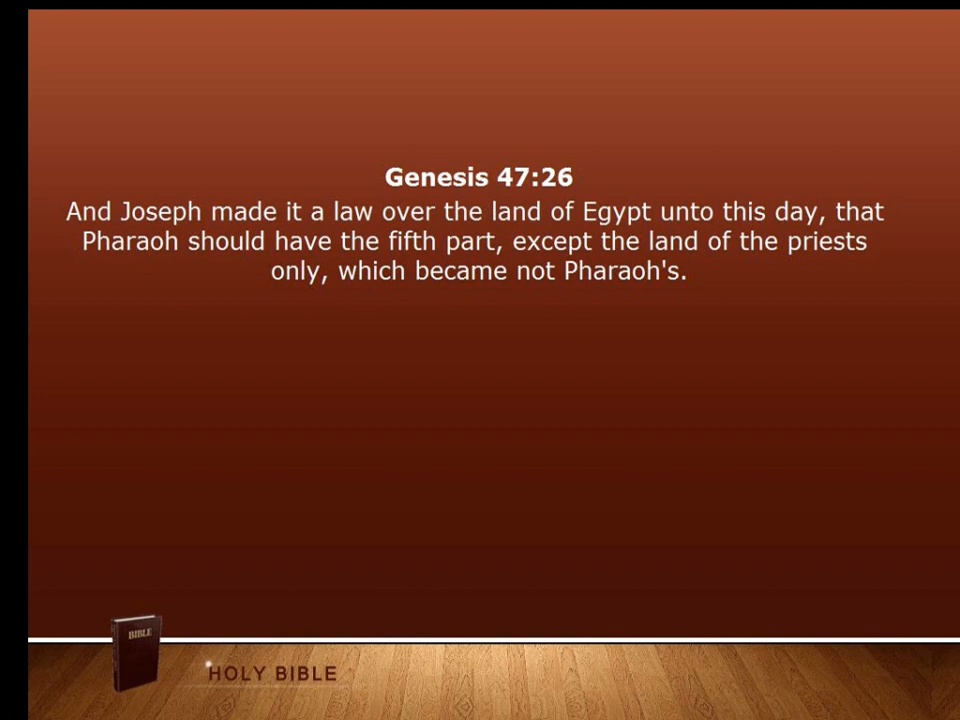 Genesis 47:26
And Joseph made it a law over the land of Egypt unto this day, that
Pharaoh should have the fifth part, except the land of the priests
only, which became not Pharaoh's.
BIBLE
HOLY BIBLE